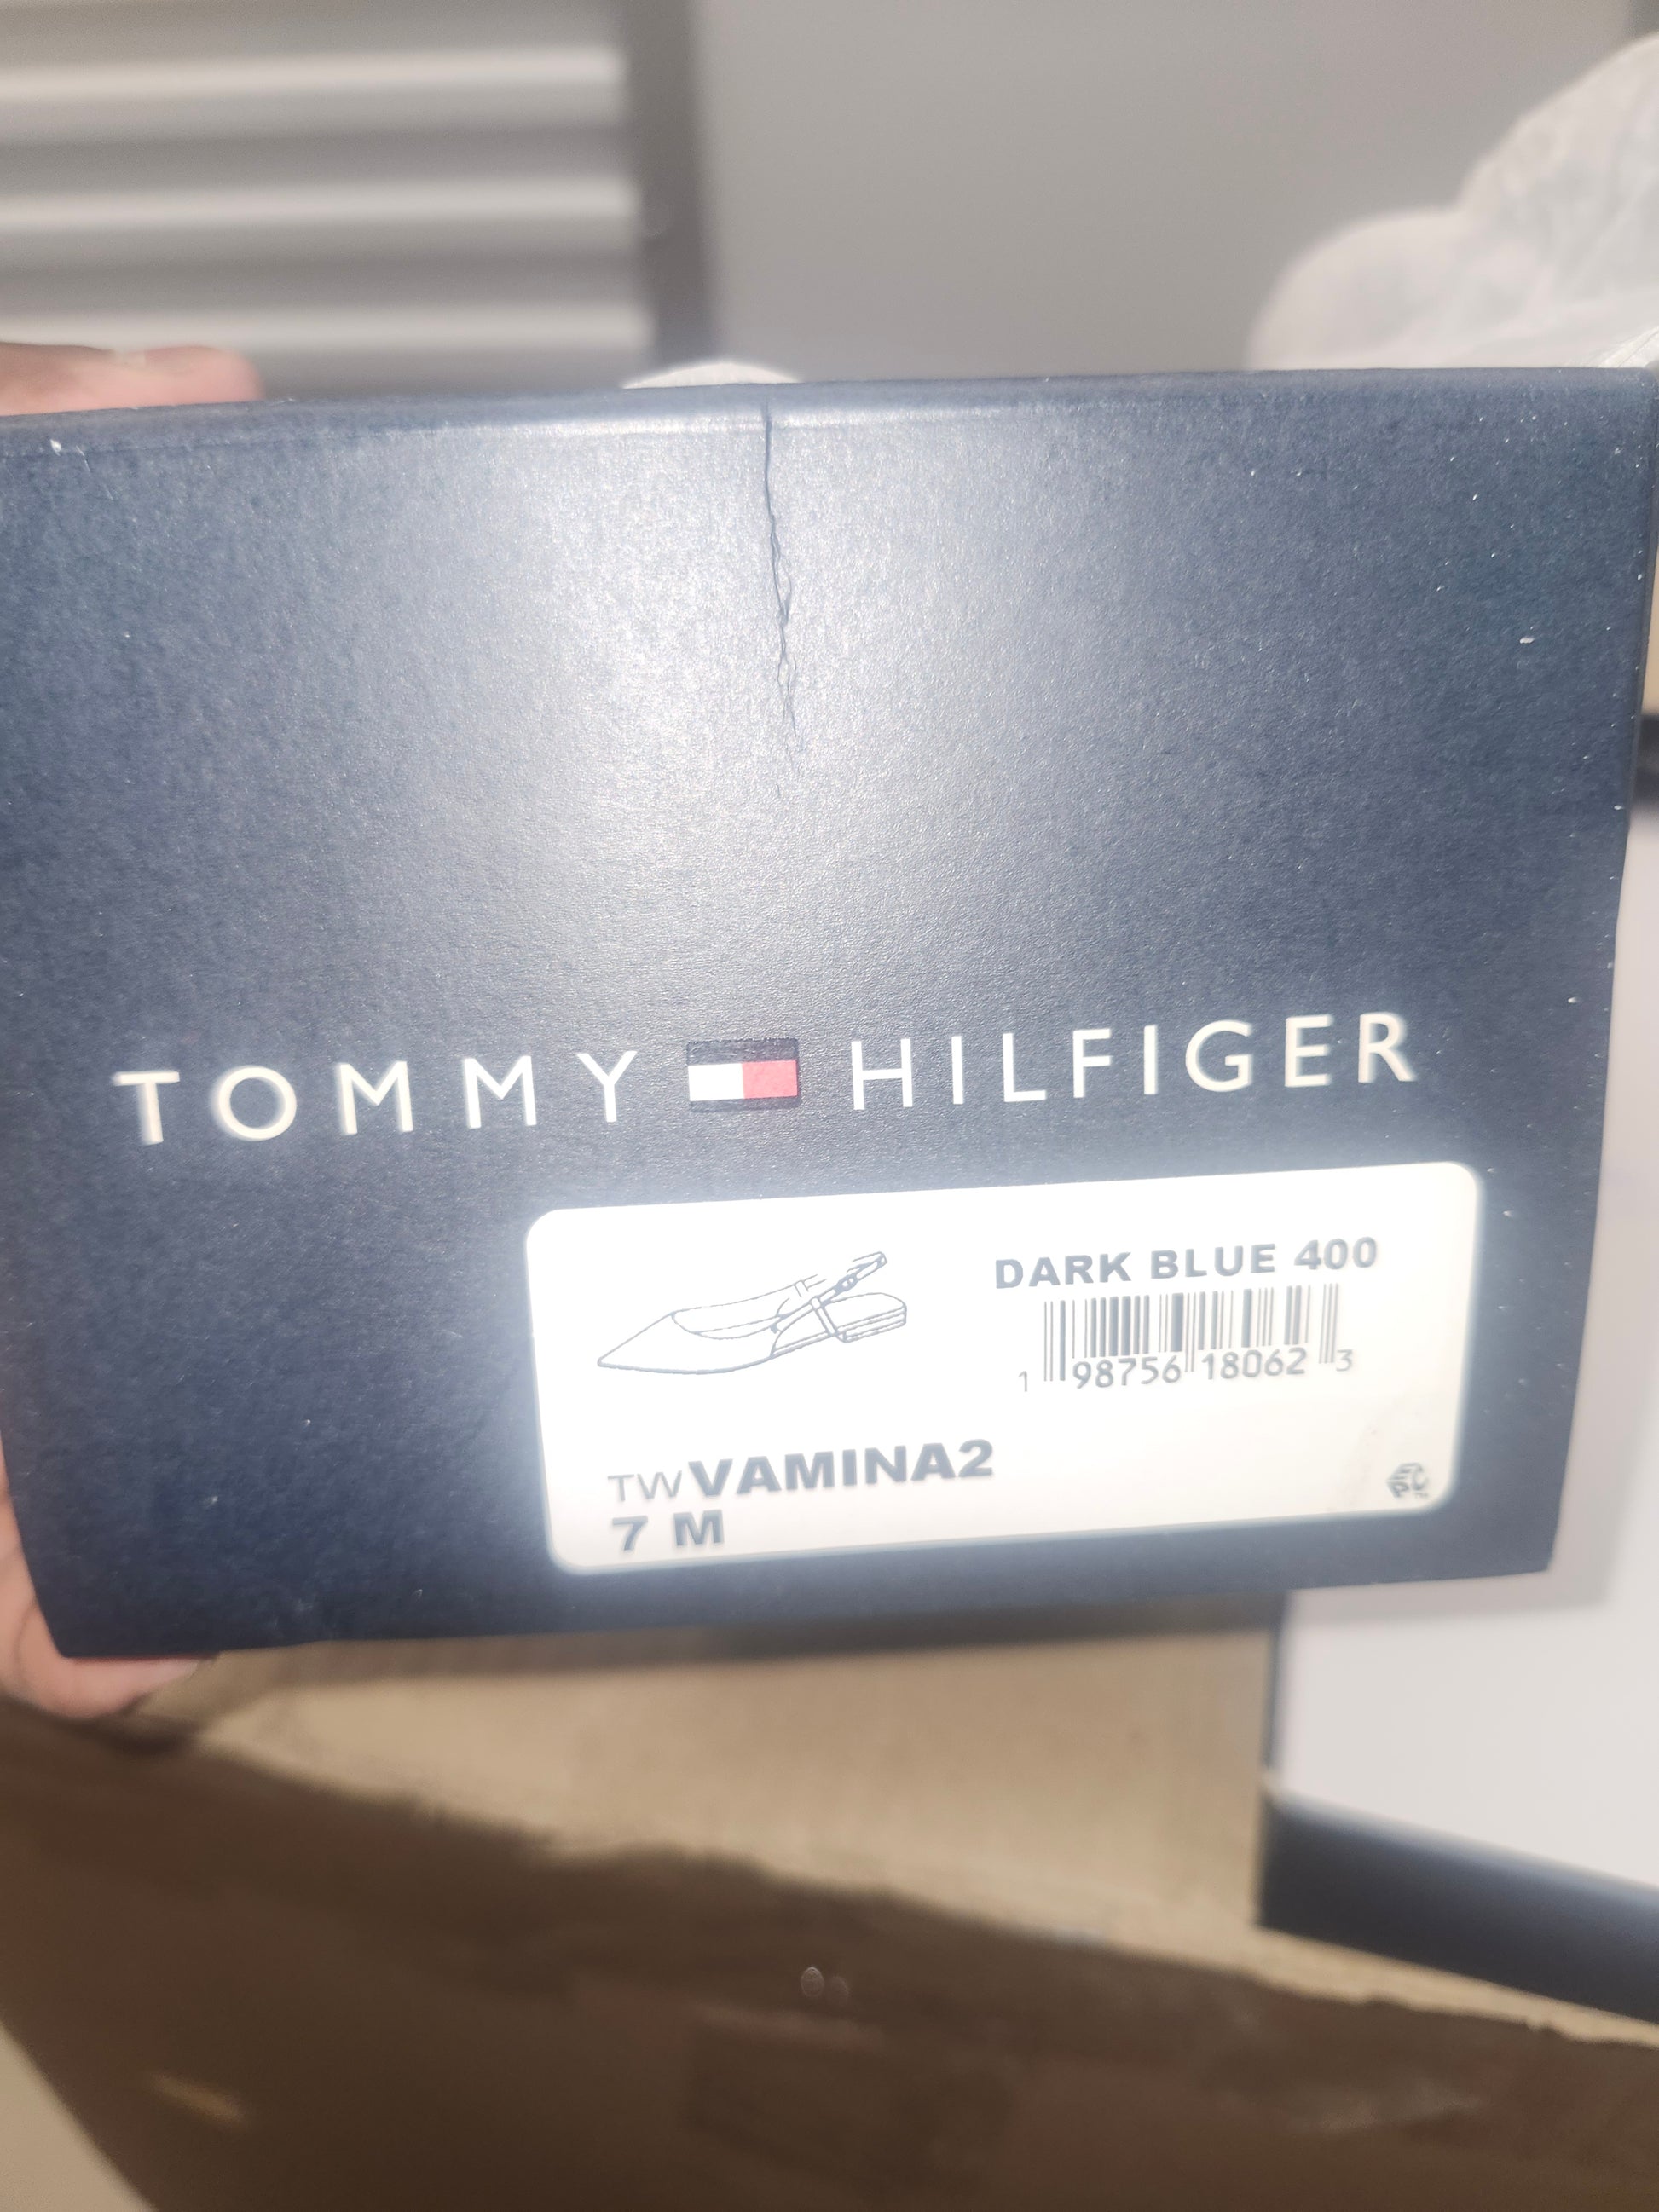 TOMMY HILFIGER
DARK BLUE 400
1 98756 18062 3
TWVAMINA2
7 M